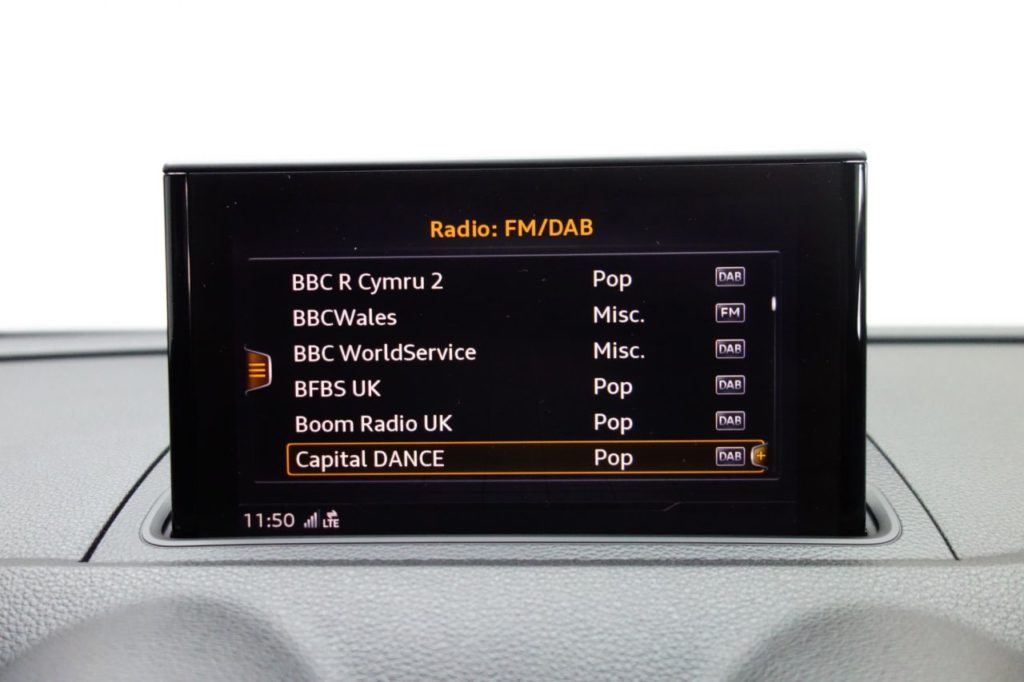 Radio: FM/DAB
BBC R Cymru 2 Pop DAB
BBCWales Misc. FM
BBC WorldService Misc. DAB
BFBS UK Pop DAB
Boom Radio UK Pop DAB
Capital DANCE Pop DAB +
11:50 LTE